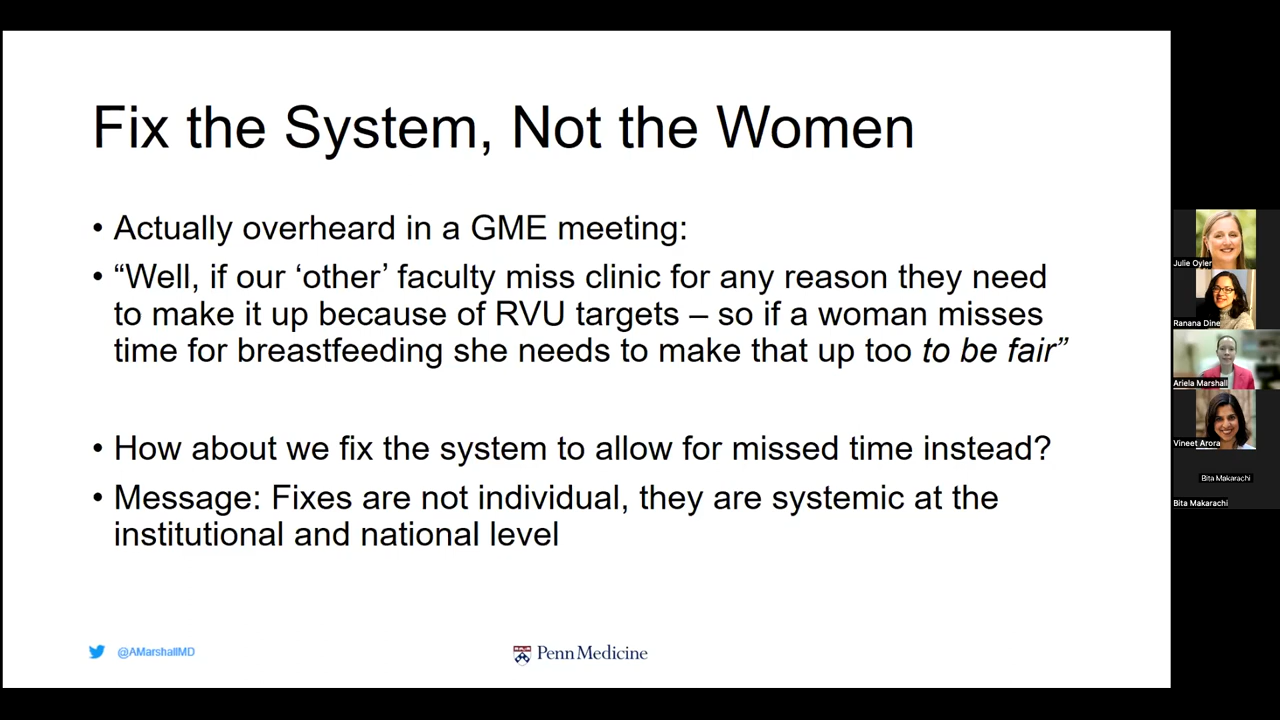 Fix the System, Not the Women
• Actually overheard in a GME meeting:
• “Well, if our ‘other’ faculty miss clinic for any reason they need
to make it up because of RVU targets – so if a woman misses
time for breastfeeding she needs to make that up too to be fair”
• How about we fix the system to allow for missed time instead?
• Message: Fixes are not individual, they are systemic at the
institutional and national level
@AMarshallMD
Penn Medicine
Julie Oyler
Ranana Dine
Ariela Marshall
Vineet Arora
Bita Makarachi
Bita Makarachi